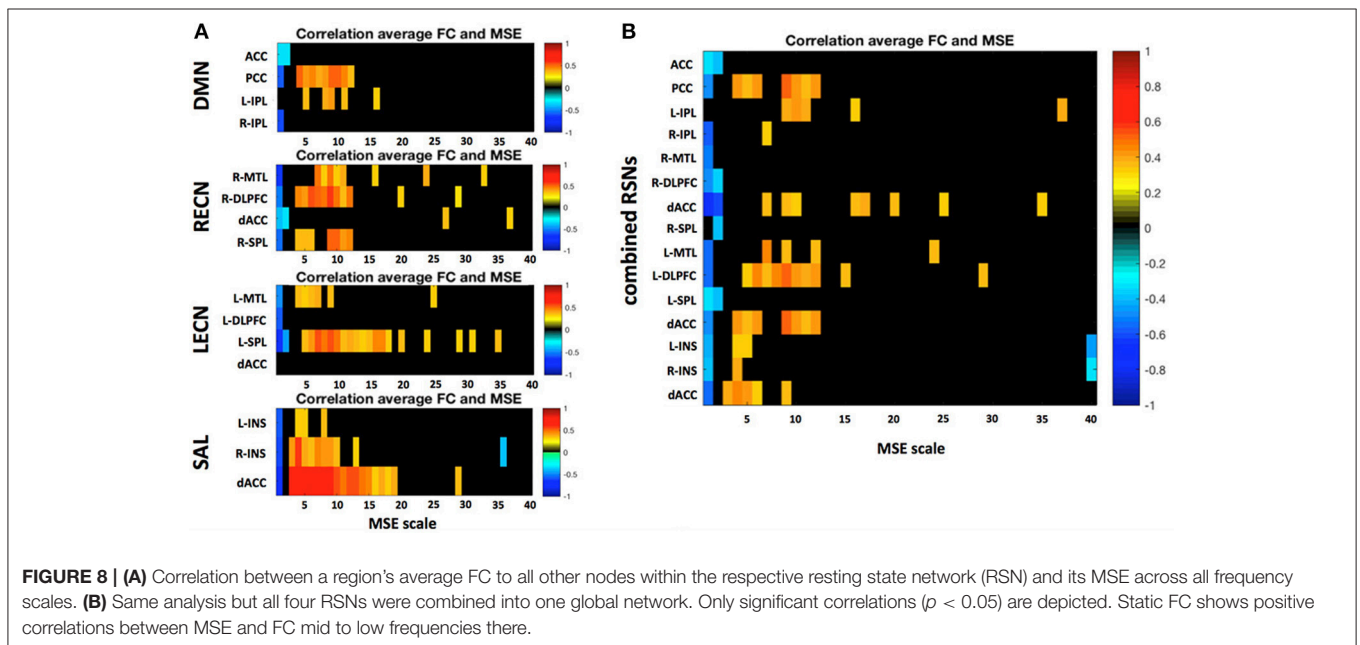 A
Correlation average FC and MSE
DMN
ACC
PCC
L-IPL
R-IPL
5 10 15 20 25 30 35 40
1
0.5
0
-0.5
-1
Correlation average FC and MSE
RECN
R-MTL
R-DLPFC
dACC
R-SPL
5 10 15 20 25 30 35 40
1
0.5
0
-0.5
-1
Correlation average FC and MSE
LECN
L-MTL
L-DLPFC
L-SPL
dACC
5 10 15 20 25 30 35 40
1
0.5
0
-0.5
-1
Correlation average FC and MSE
SAL
L-INS
R-INS
dACC
5 10 15 20 25 30 35 40
MSE scale
1
0.5
0
-0.5
-1
B
Correlation average FC and MSE
combined RSNs
ACC
PCC
L-IPL
R-IPL
R-MTL
R-DLPFC
dACC
R-SPL
L-MTL
L-DLPFC
L-SPL
dACC
L-INS
R-INS
dACC
5 10 15 20 25 30 35 40
MSE scale
1
0.8
0.6
0.4
0.2
0
-0.2
-0.4
-0.6
-0.8
-1
FIGURE 8 | (A) Correlation between a region's average FC to all other nodes within the respective resting state network (RSN) and its MSE across all frequency
scales. (B) Same analysis but all four RSNs were combined into one global network. Only significant correlations (p < 0.05) are depicted. Static FC shows positive
correlations between MSE and FC mid to low frequencies there.